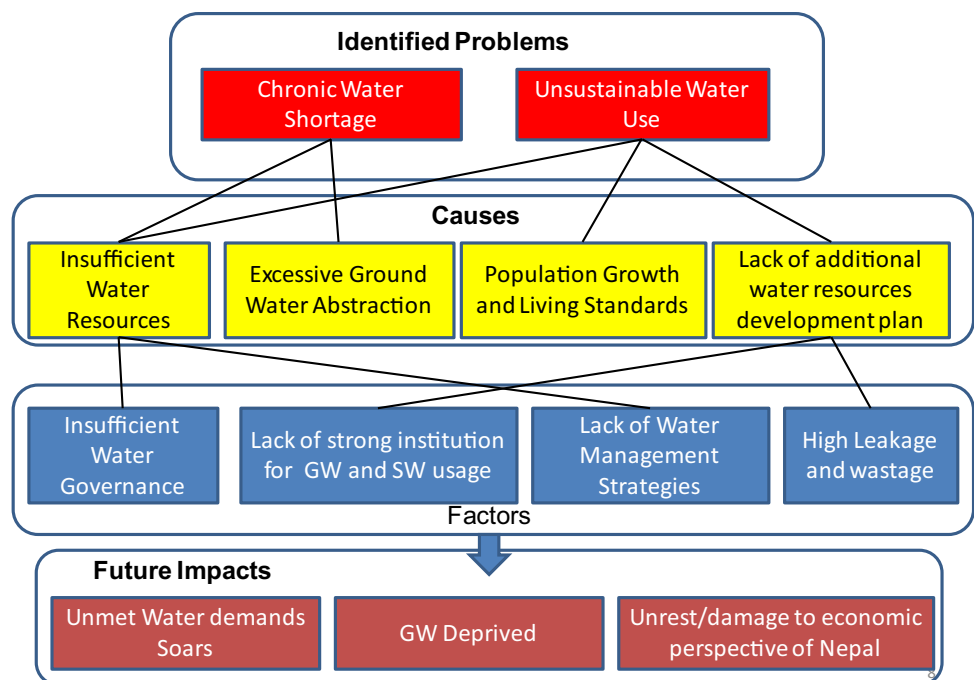 Identified Problems
Chronic Water
Shortage
Unsustainable Water
Use
Causes
Insufficient
Water
Resources
Excessive Ground
Water Abstraction
Population Growth
and Living Standards
Lack of additional
water resources
development plan
Insufficient
Water
Governance
Lack of strong institution
for GW and SW usage
Lack of Water
Management
Strategies
High Leakage
and wastage
Factors
Future Impacts
Unmet Water demands
Soars
GW Deprived
Unrest/damage to economic
perspective of Nepal